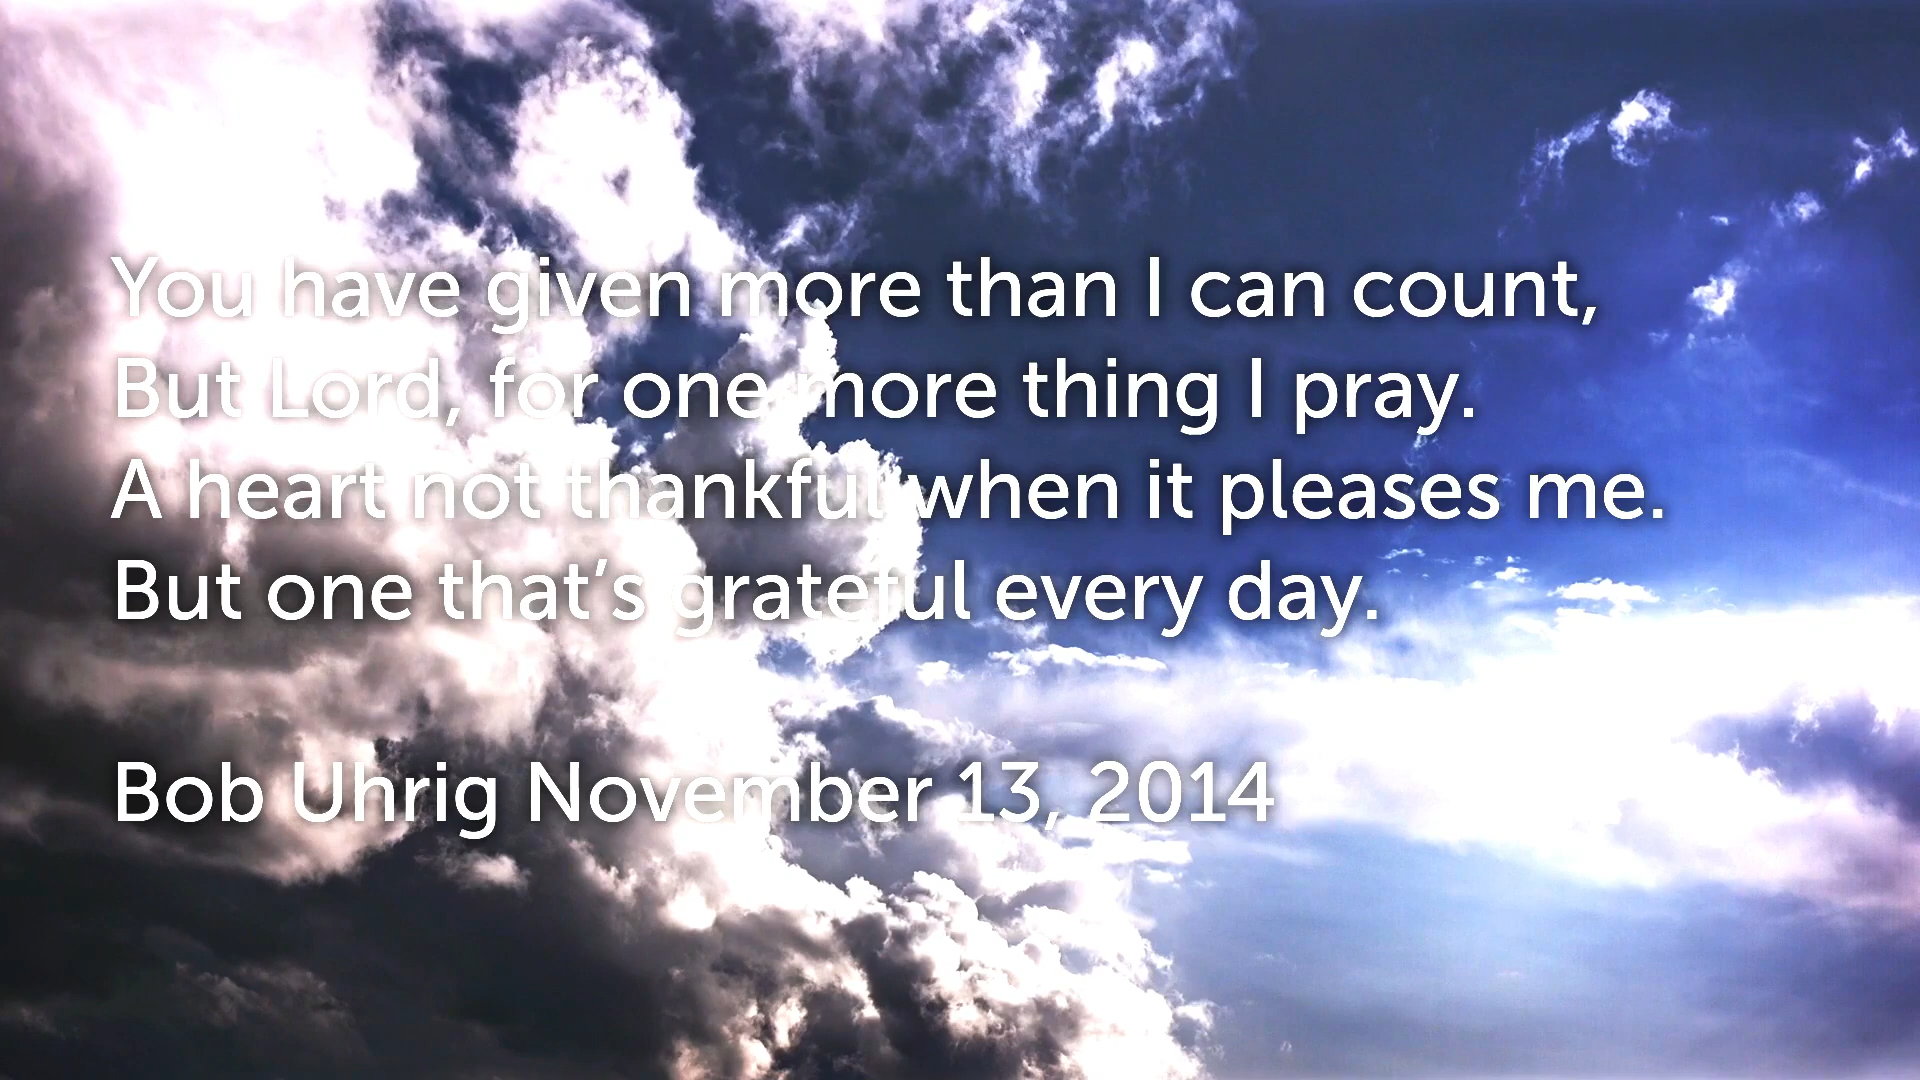 You have given more than I can count,
But Lord, for one more thing I pray.
A heart not thankful when it pleases me.
But one that’s grateful every day.
Bob Uhrig November 13, 2014